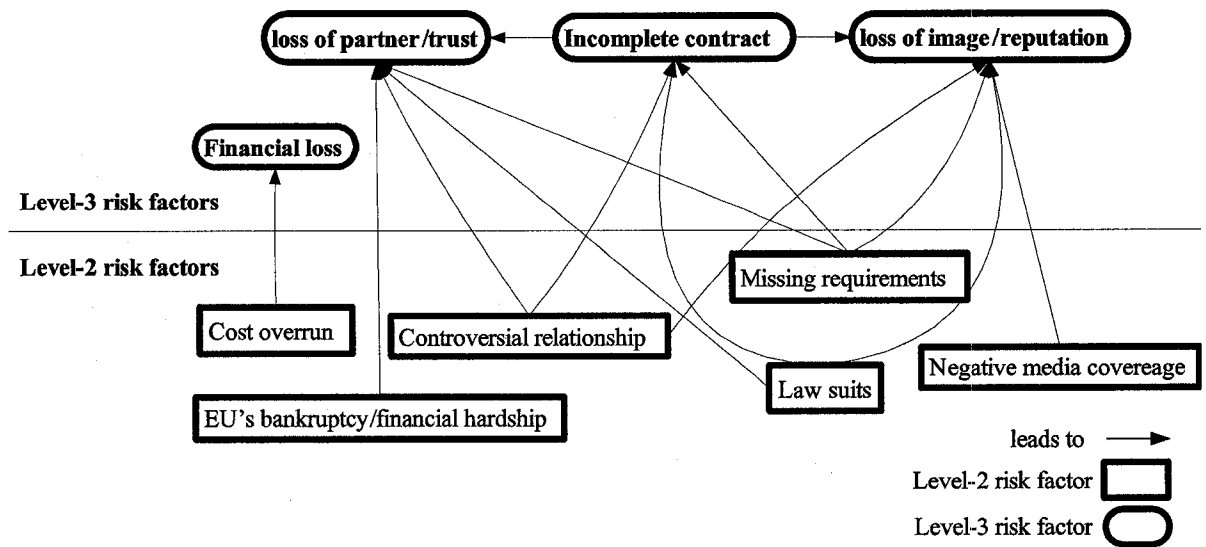 loss of partner/trust
Incomplete contract
loss of image/reputation
Financial loss
Level-3 risk factors
Level-2 risk factors
Missing requirements
Cost overrun
Controversial relationship
Negative media covereage
Law suits
EU's bankruptcy/financial hardship
leads to
Level-2 risk factor
Level-3 risk factor